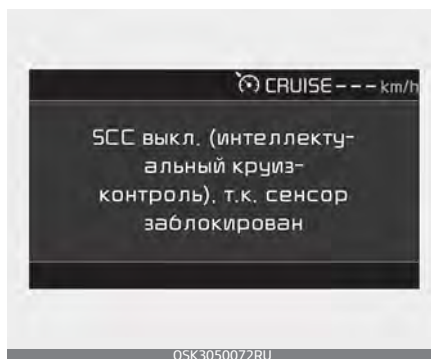 CRUISE--- km/h
SCC выкл. (интеллекту-
альный круиз-
контроль), т.к. сенсор
заблокирован
OSK3050072RU